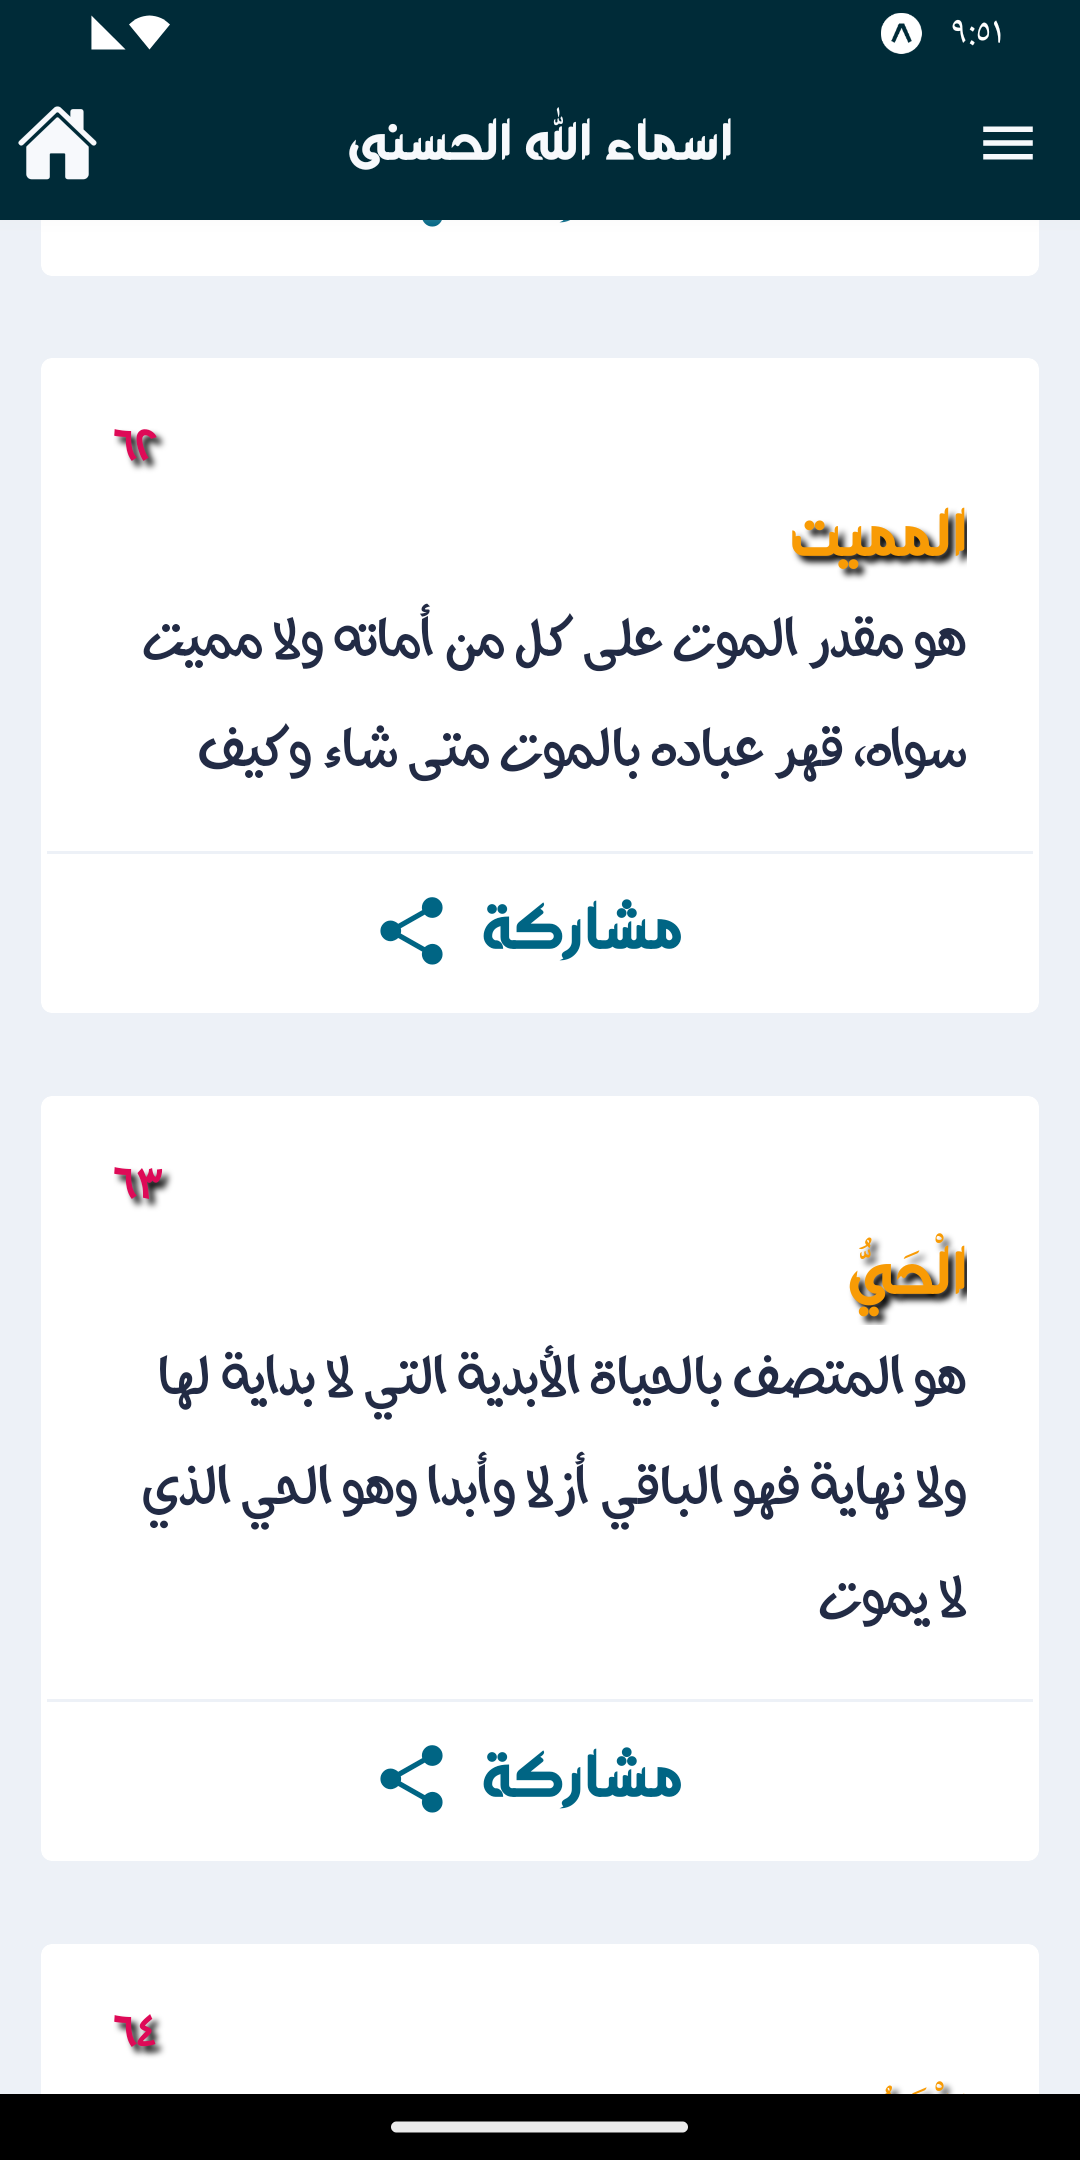 ٩:٥١
اسماء الله الحسنى
٦٢
المميت
هو مقدر الموت على كل من أماته ولا مميت
سواه، قهر عباده بالموت متى شاء وكيف
مشاركة
٦٣
الْحَيُّ
هو المتصف بالحياة الأبدية التي لا بداية لها
ولا نهاية فهو الباقي أزلا وأبدا وهو الحي الذي
لا يموت
مشاركة
٦٤